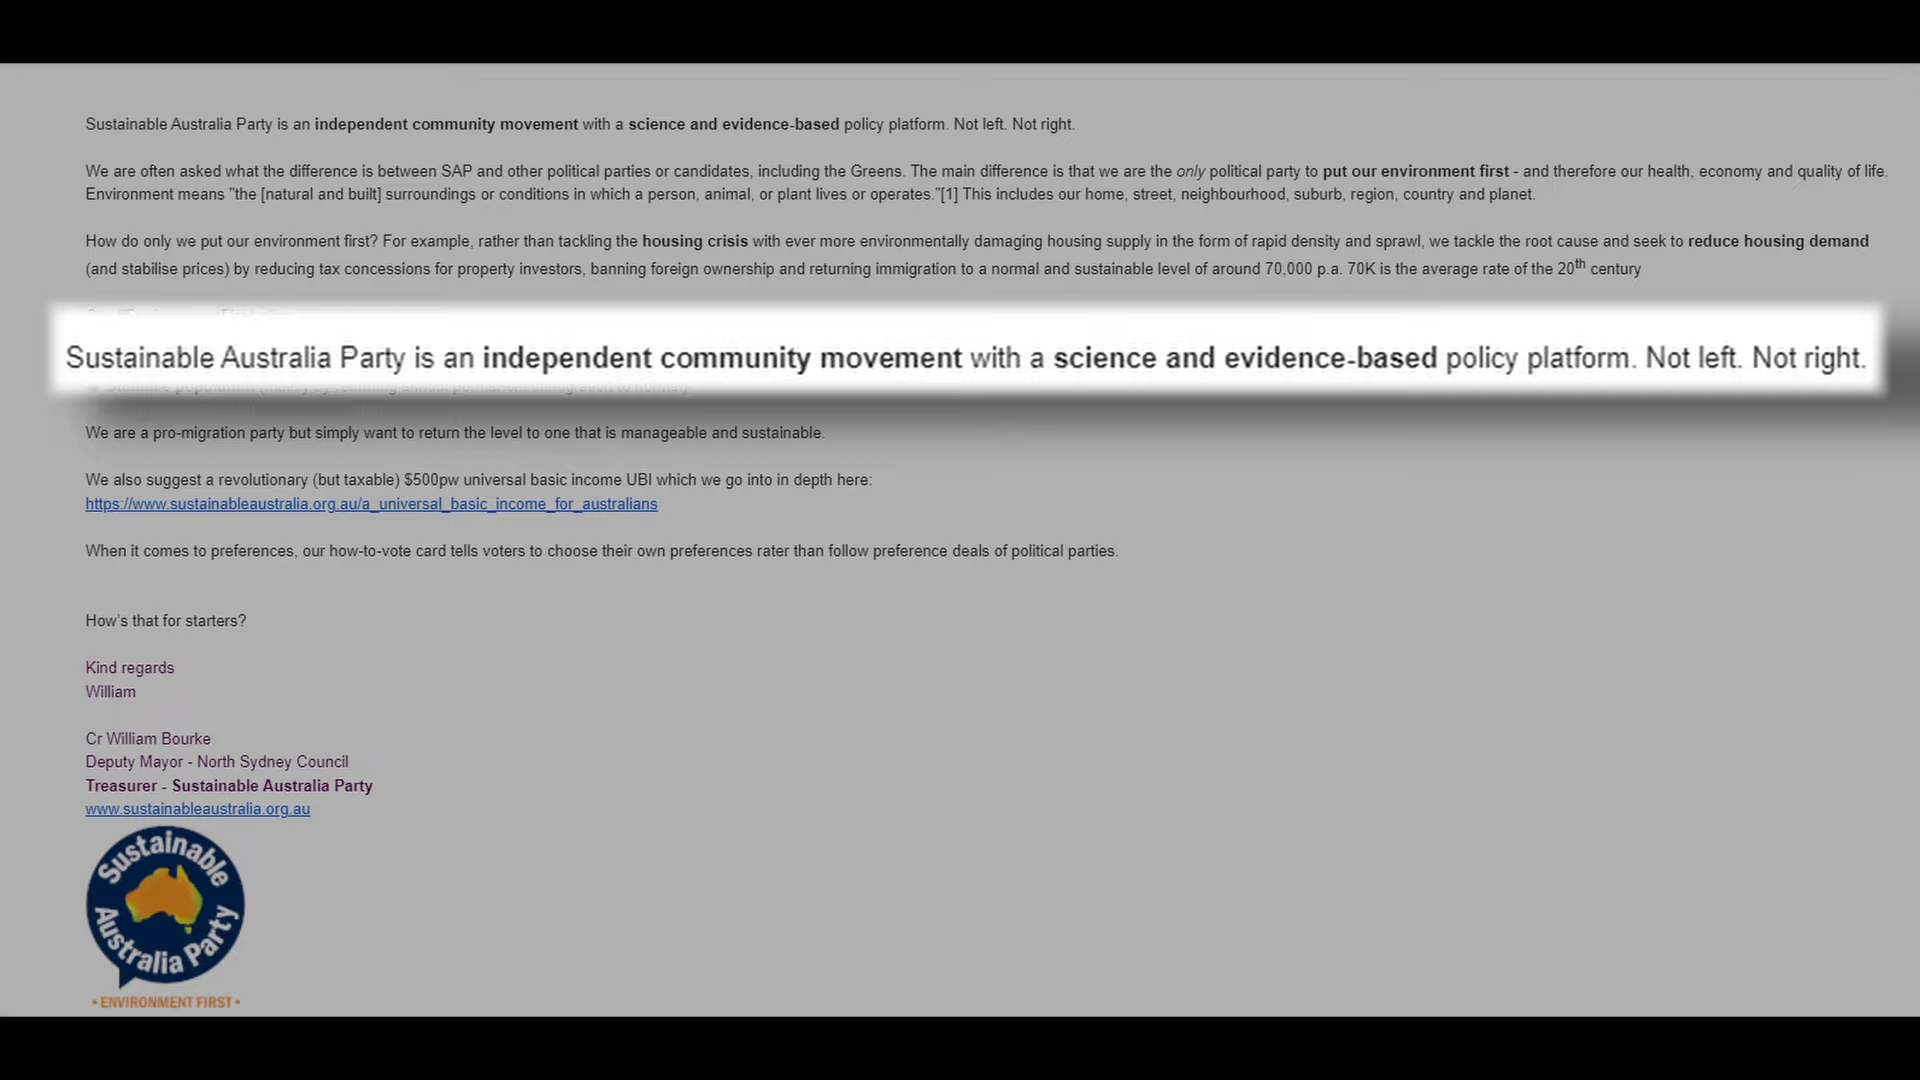 Sustainable Australia Party is an independent community movement with a science and evidence-based policy platform. Not left. Not right.
We are often asked what the difference is between SAP and other political parties or candidates, including the Greens. The main difference is that we are the only political party to put our environment first - and therefore our health, economy and quality of life.
Environment means "the [natural and built] surroundings or conditions in which a person, animal, or plant lives or operates."[1] This includes our home, street, neighbourhood, suburb, region, country and planet.
How do only we put our environment first? For example, rather than tackling the housing crisis with ever more environmentally damaging housing supply in the form of rapid density and sprawl, we tackle the root cause and seek to reduce housing demand
(and stabilise prices) by reducing tax concessions for property investors, banning foreign ownership and returning immigration to a normal and sustainable level of around 70,000 p.a. 70K is the average rate of the 20th century
Sustainable Australia Party is an independent community movement with a science and evidence-based policy platform. Not left. Not right.
We are a pro-migration party but simply want to return the level to one that is manageable and sustainable.
We also suggest a revolutionary (but taxable) $500pw universal basic income UBI which we go into in depth here:
https://www.sustainableaustralia.org.au/a_universal_basic_income_for_australians
When it comes to preferences, our how-to-vote card tells voters to choose their own preferences rater than follow preference deals of political parties.
How's that for starters?
Kind regards
William
Cr William Bourke
Deputy Mayor - North Sydney Council
Treasurer - Sustainable Australia Party
www.sustainableaustralia.org.au
Sustainable
Australia Party
• ENVIRONMENT FIRST •